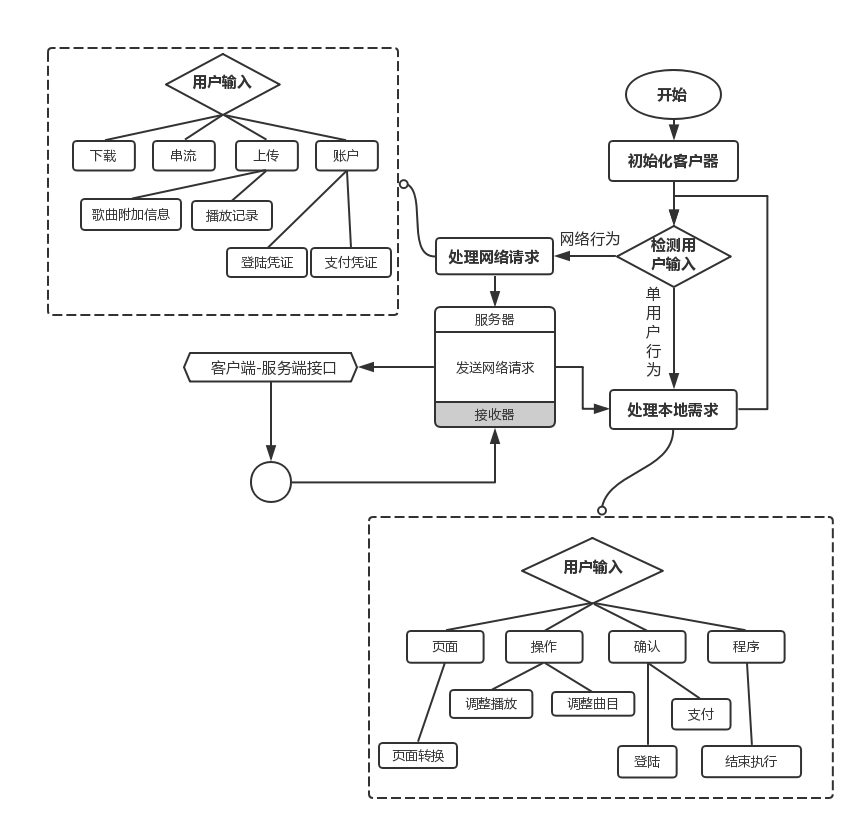 用户输入
下载
串流
上传
账户
歌曲附加信息
播放记录
登陆凭证
支付凭证
开始
初始化客户器
检测用
户输入
网络行为
单
用
户
行
为
处理网络请求
服务器
发送网络请求
接收器
客户端-服务端接口
处理本地需求
用户输入
页面
操作
确认
程序
调整播放
调整曲目
支付
页面转换
登陆
结束执行